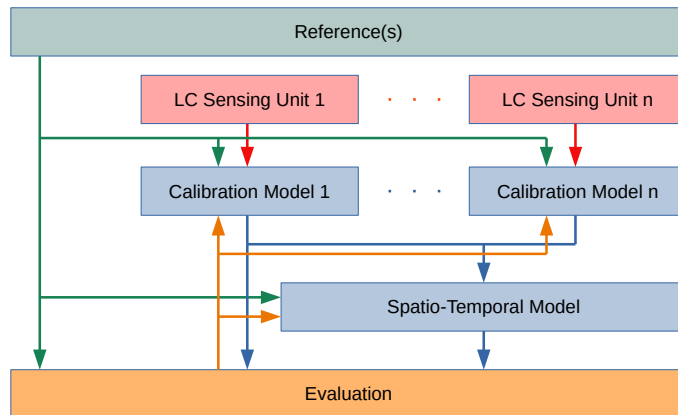 Reference(s)
LC Sensing Unit 1
. . .
LC Sensing Unit n
Calibration Model 1
. . .
Calibration Model n
Spatio-Temporal Model
Evaluation